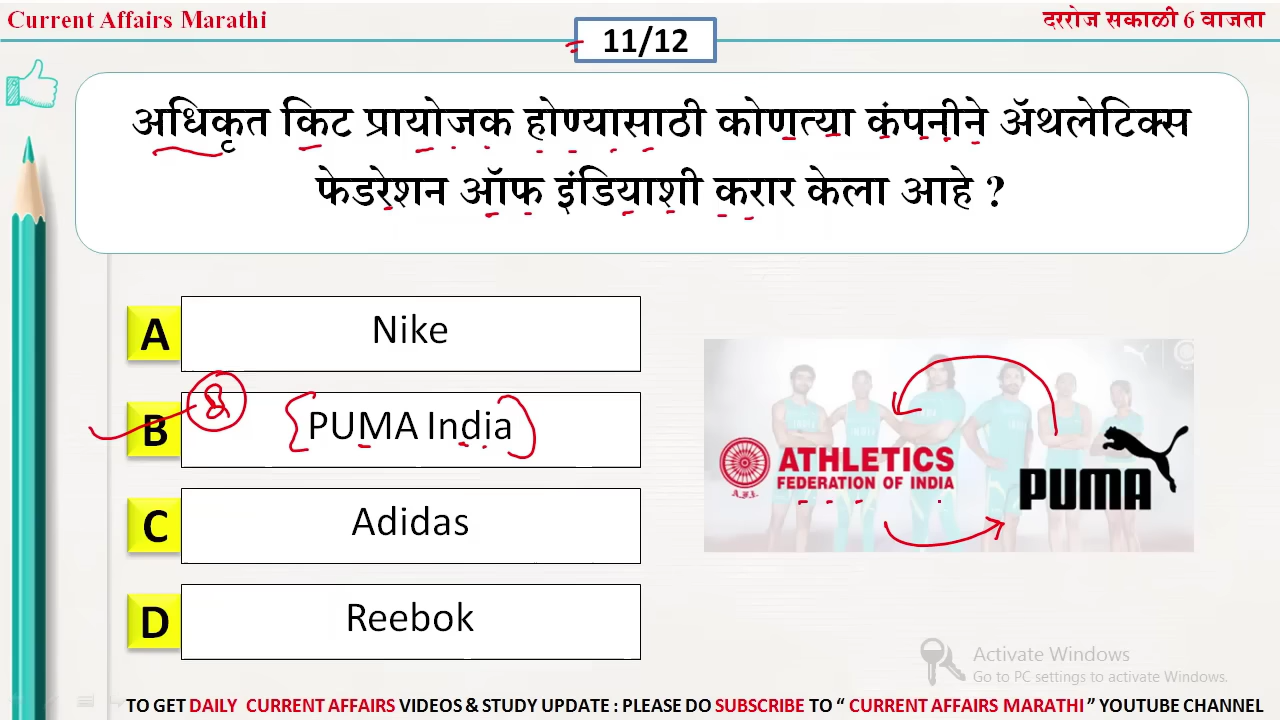 Current Affairs Marathi
दररोज सकाळी 6 वाजता
11/12
अधिकृत किट प्रायोजक होण्यासाठी कोणत्या कंपनीने ॲथलेटिक्स
फेडरेशन ऑफ इंडियाशी करार केला आहे ?
A Nike
B PUMA India
C Adidas
D Reebok
ATHLETICS
FEDERATION OF INDIA
A.F.I.
PUMA
Activate Windows
Go to PC settings to activate Windows.
TO GET DAILY CURRENT AFFAIRS VIDEOS & STUDY UPDATE : PLEASE DO SUBSCRIBE TO “ CURRENT AFFAIRS MARATHI ” YOUTUBE CHANNEL